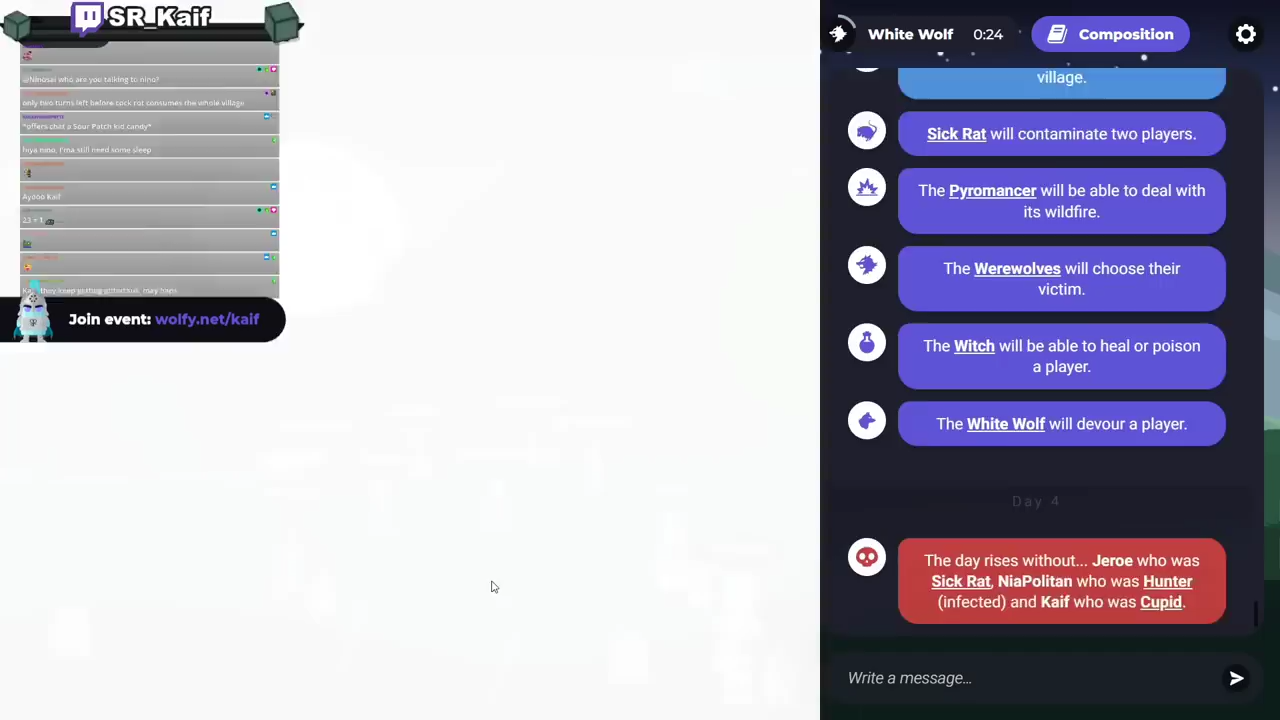 SR_Kaif
@Ninosai who are you talking to nino?
only two turns left before cock rot consumes the whole village
*offers chat a Sour Patch kid candy*
hiya nino, I'ma still need some sleep
Ayooo Kaif
23 + 1
Join event: wolfy.net/kaif
White Wolf 0:24 Composition
village.
Sick Rat will contaminate two players.
The Pyromancer will be able to deal with
its wildfire.
The Werewolves will choose their
victim.
The Witch will be able to heal or poison
a player.
The White Wolf will devour a player.
Day 4
The day rises without... Jeroe who was
Sick Rat, NiaPolitan who was Hunter
(infected) and Kaif who was Cupid.
Write a message...